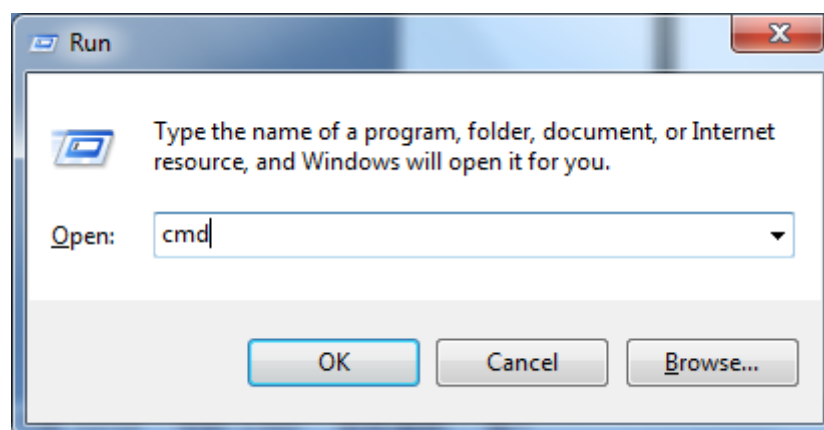 Run
Type the name of a program, folder, document, or Internet
resource, and Windows will open it for you.
Open: cmd
OK Cancel Browse...